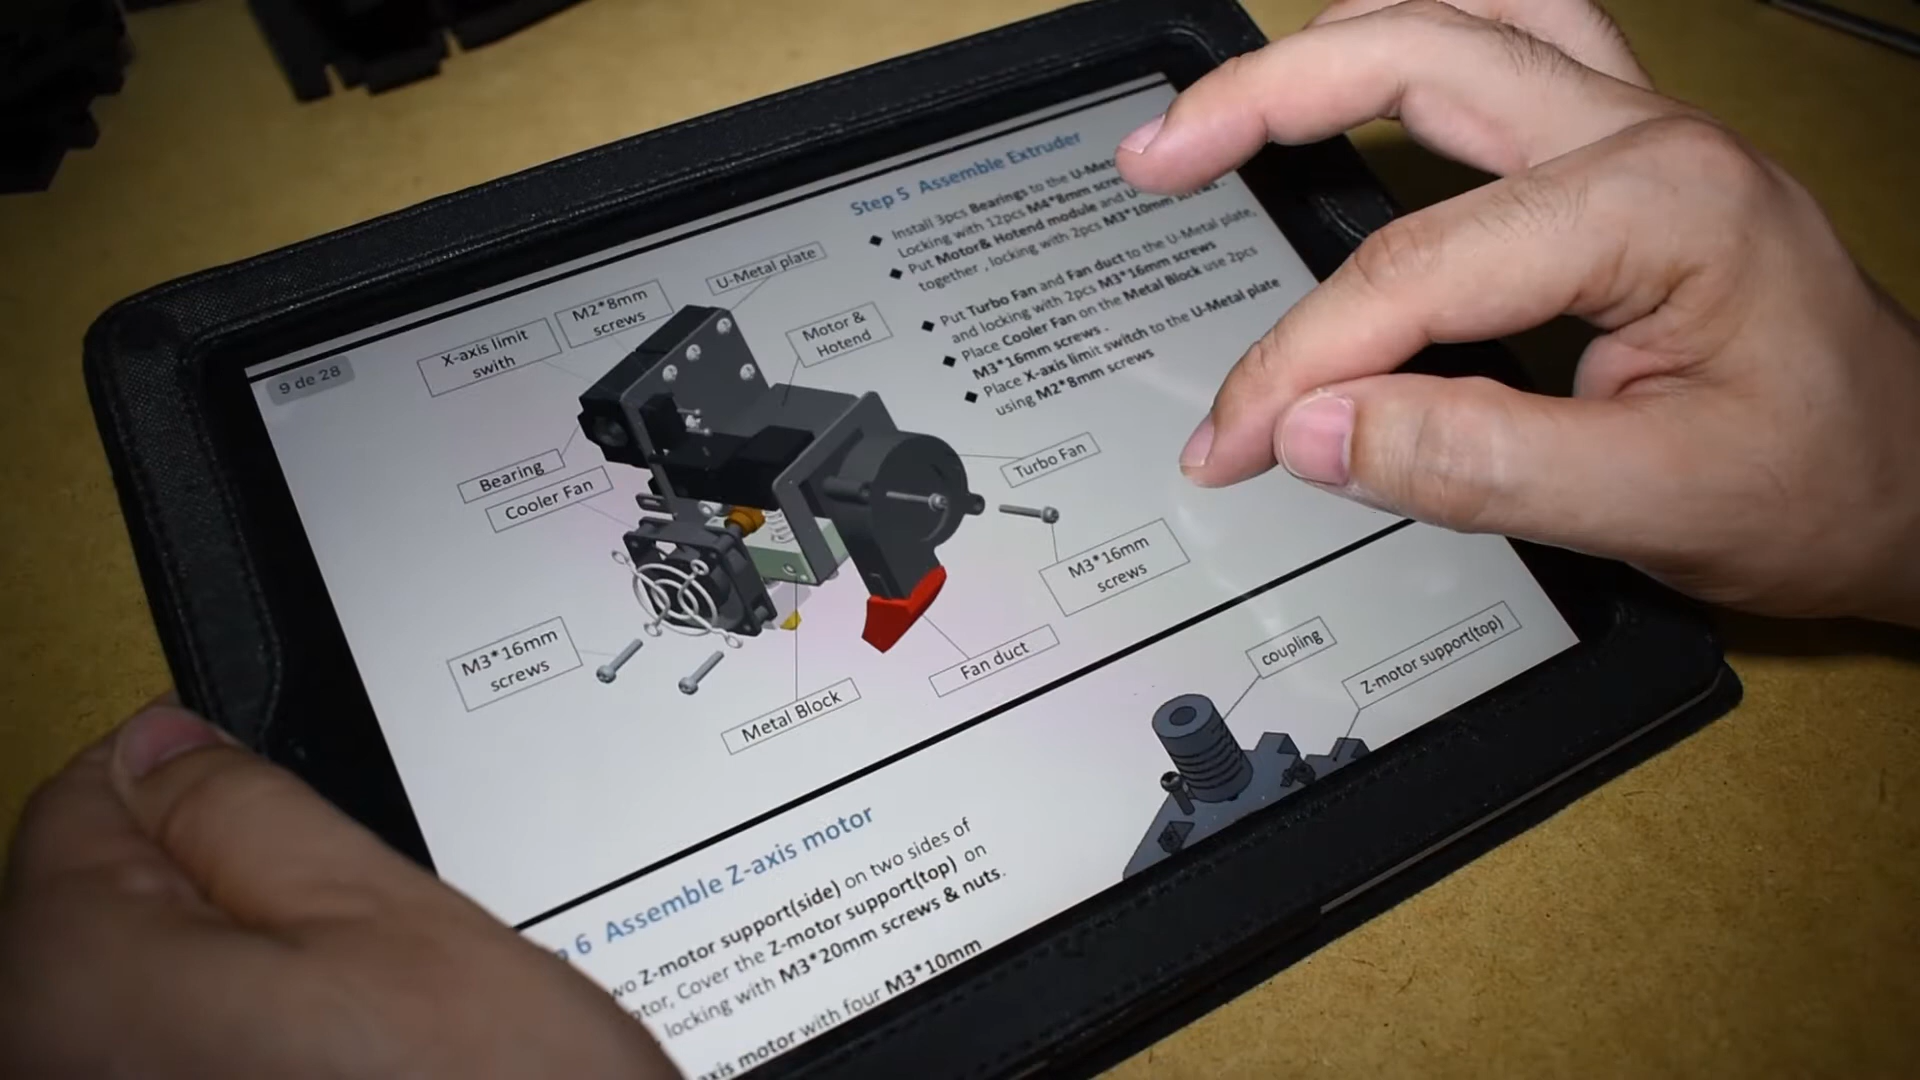 9 de 28
Step 5 Assemble Extruder
Install 3pcs Bearings to the
Locking with 12pcs M4*8mm
Put Motor& Hotend module and
together , locking with 2pcs M3*10mm
Put Turbo Fan and Fan duct to the U-Metal plate,
and locking with 2pcs M3*16mm screws
Place Cooler Fan on the Metal Block use 2pcs
M3*16mm screws .
Place X-axis limit switch to the U-Metal plate
using M2*8mm screws
U-Metal plate
M2*8mm
screws
X-axis limit
swith
Motor &
Hotend
Bearing
Cooler Fan
Turbo Fan
M3*16mm
screws
M3*16mm
screws
Fan duct
Metal Block
coupling
Z-motor support(top)
6 Assemble Z-axis motor
Z-motor support(side) on two sides of
Cover the Z-motor support(top) on
locking with M3*20mm screws & nuts.
motor with four M3*10mm